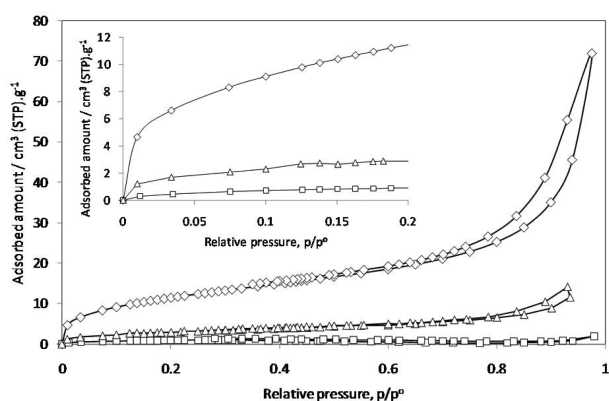 80
70
60
50
40
30
20
10
0
Adsorbed amount / cm³ (STP).g⁻¹
0 0.2 0.4 0.6 0.8 1
Relative pressure, p/pº
12
10
8
6
4
2
0
Adsorbed amount / cm³ (STP).g⁻¹
0 0.05 0.1 0.15 0.2
Relative pressure, p/pº